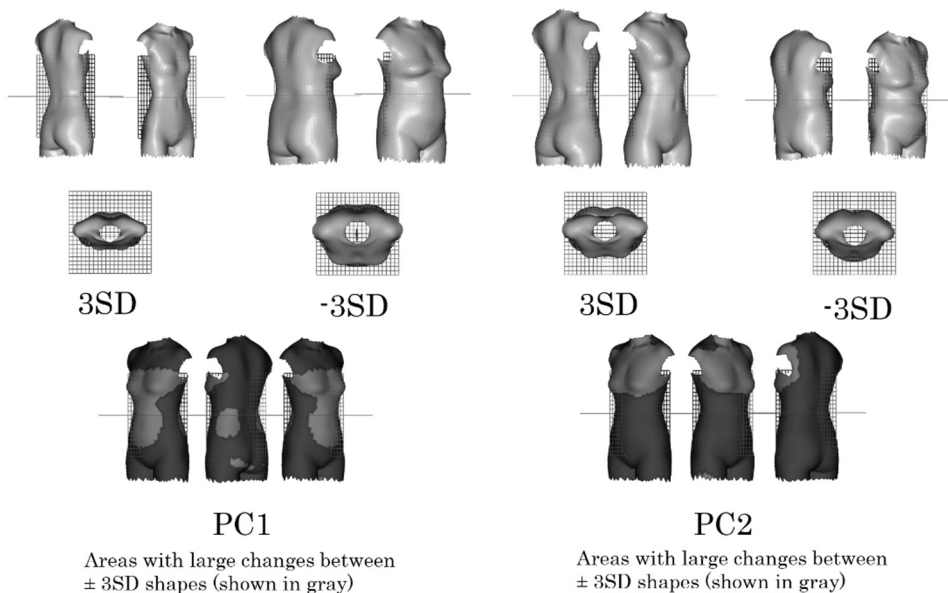 3SD
-3SD
3SD
-3SD
PC1
Areas with large changes between
± 3SD shapes (shown in gray)
PC2
Areas with large changes between
± 3SD shapes (shown in gray)